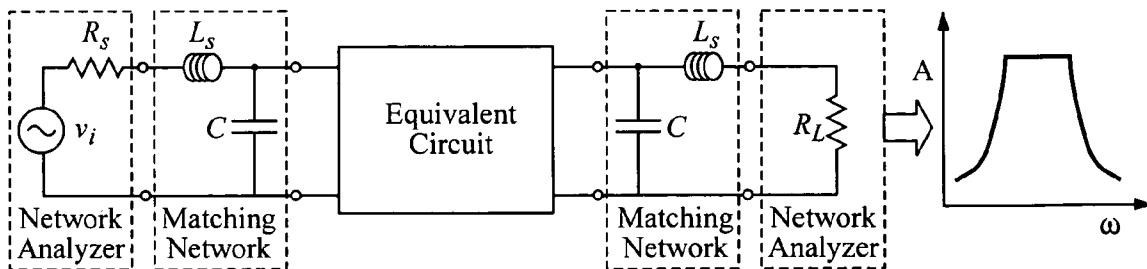 R_s
L_s
v_i
C
Equivalent
Circuit
L_s
C
R_L
A
ω
Network
Analyzer
Matching
Network
Matching
Network
Network
Analyzer